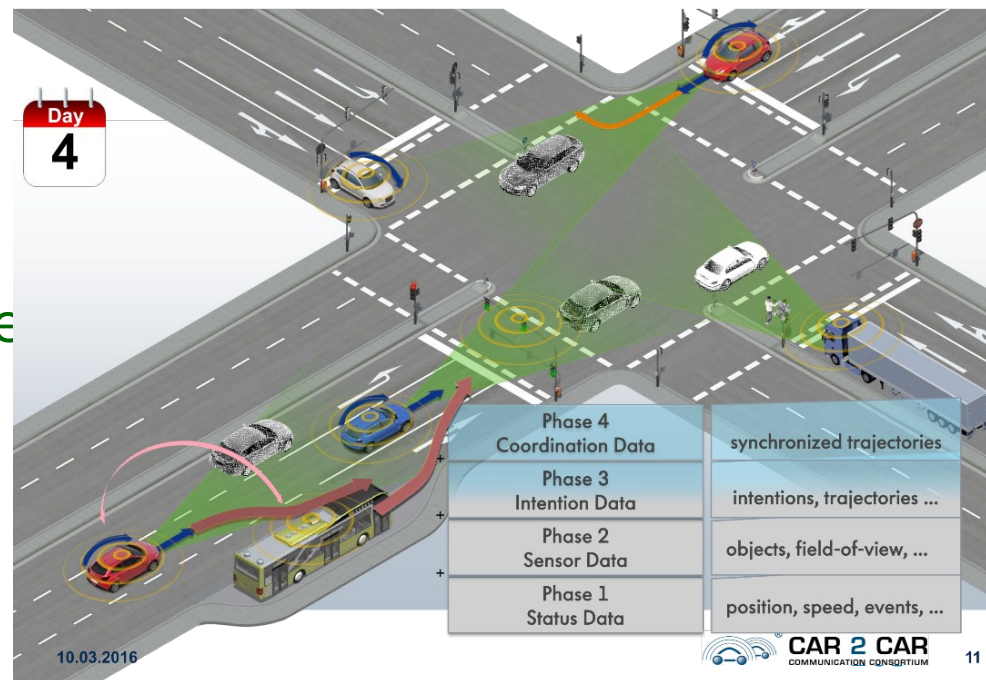 Day
4
e
Phase 4
Coordination Data
synchronized trajectories
+
Phase 3
Intention Data
intentions, trajectories ...
+
Phase 2
Sensor Data
objects, field-of-view, ...
+
Phase 1
Status Data
position, speed, events, ...
10.03.2016
CAR 2 CAR
COMMUNICATION CONSORTIUM
11